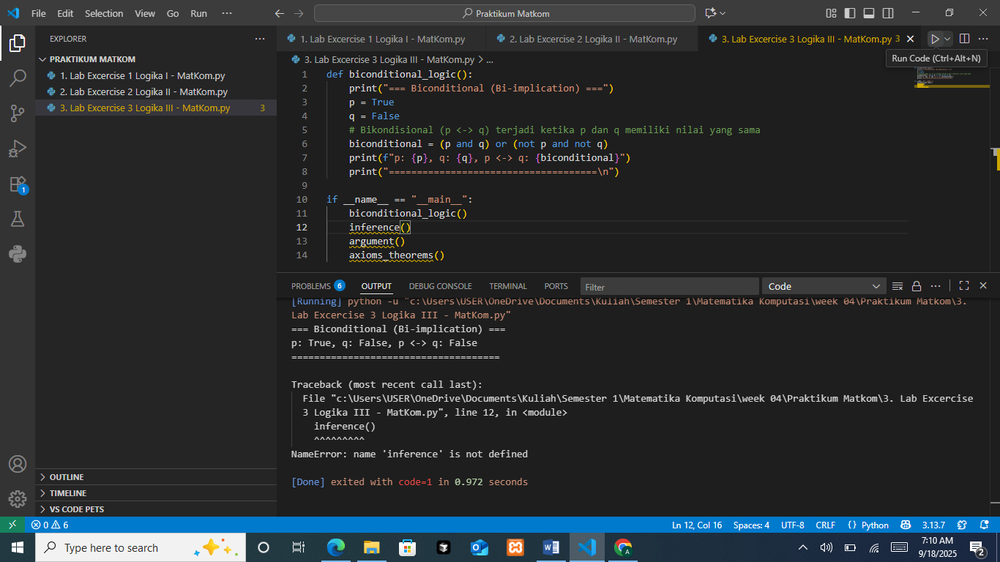 File Edit Selection View Go Run ···
Praktikum Matkom
EXPLORER ···
1. Lab Excercise 1 Logika I - MatKom.py
2. Lab Excercise 2 Logika II - MatKom.py
3. Lab Excercise 3 Logika III - MatKom.py 3
Run Code (Ctrl+Alt+N)
PRAKTIKUM MATKOM
1. Lab Excercise 1 Logika I - MatKom.py
2. Lab Excercise 2 Logika II - MatKom.py
3. Lab Excercise 3 Logika III - MatKom.py 3
1
3. Lab Excercise 3 Logika III - MatKom.py > ...
1 def biconditional_logic():
2     print("=== Biconditional (Bi-implication) ===")
3     p = True
4     q = False
5     # Bikondisional (p <-> q) terjadi ketika p dan q memiliki nilai yang sama
6     biconditional = (p and q) or (not p and not q)
7     print(f"p: {p}, q: {q}, p <-> q: {biconditional}")
8     print("=====================================\n")
9
10 if __name__ == "__main__":
11     biconditional_logic()
12     inference()
13     argument()
14     axioms_theorems()
PROBLEMS 6 OUTPUT DEBUG CONSOLE TERMINAL PORTS Filter Code
[Running] python -u "c:\Users\USER\OneDrive\Documents\Kuliah\Semester 1\Matematika Komputasi\week 04\Praktikum Matkom\3.
Lab Excercise 3 Logika III - MatKom.py"
=== Biconditional (Bi-implication) ===
p: True, q: False, p <-> q: False
=====================================
Traceback (most recent call last):
File "c:\Users\USER\OneDrive\Documents\Kuliah\Semester 1\Matematika Komputasi\week 04\Praktikum Matkom\3. Lab Excercise
3 Logika III - MatKom.py", line 12, in <module>
inference()
^^^^^^^^^
NameError: name 'inference' is not defined
[Done] exited with code=1 in 0.972 seconds
OUTLINE
TIMELINE
VS CODE PETS
0 6 Ln 12, Col 16 Spaces: 4 UTF-8 CRLF {} Python 3.13.7
Type here to search
7:10 AM
9/18/2025
2